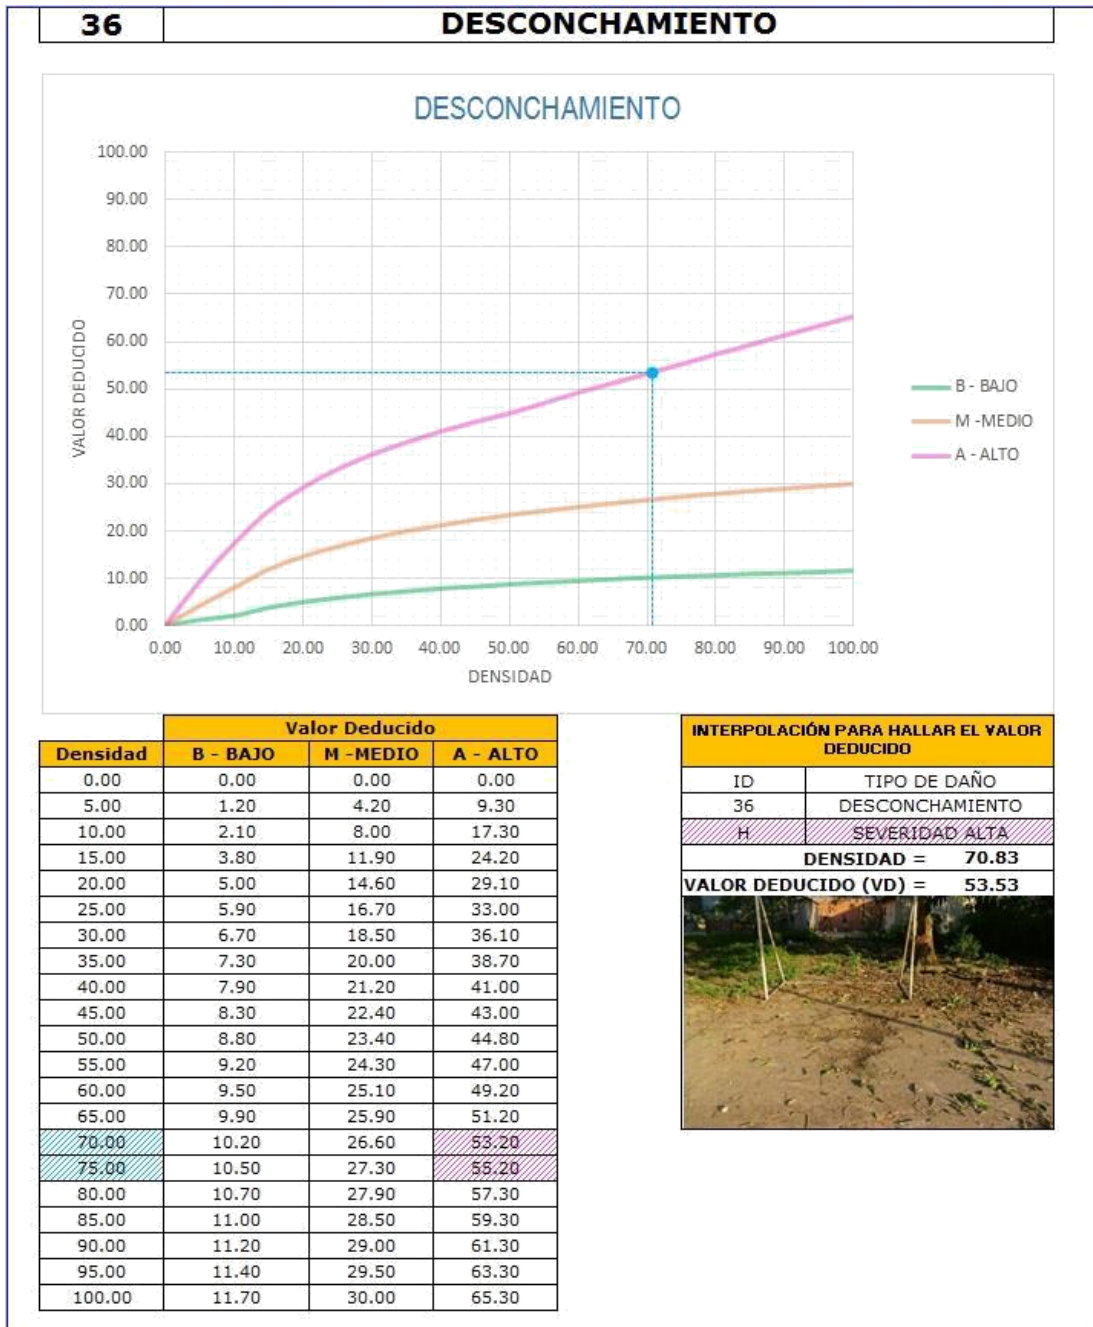 36 DESCONCHAMIENTO
DESCONCHAMIENTO
100.00
90.00
80.00
70.00
60.00
50.00
40.00
30.00
20.00
10.00
0.00
VALOR DEDUCIDO
0.00 10.00 20.00 30.00 40.00 50.00 60.00 70.00 80.00 90.00 100.00
DENSIDAD
B - BAJO
M -MEDIO
A - ALTO
Valor Deducido
Densidad B - BAJO M -MEDIO A - ALTO
0.00 0.00 0.00 0.00
5.00 1.20 4.20 9.30
10.00 2.10 8.00 17.30
15.00 3.80 11.90 24.20
20.00 5.00 14.60 29.10
25.00 5.90 16.70 33.00
30.00 6.70 18.50 36.10
35.00 7.30 20.00 38.70
40.00 7.90 21.20 41.00
45.00 8.30 22.40 43.00
50.00 8.80 23.40 44.80
55.00 9.20 24.30 47.00
60.00 9.50 25.10 49.20
65.00 9.90 25.90 51.20
70.00 10.20 26.60 53.20
75.00 10.50 27.30 55.20
80.00 10.70 27.90 57.30
85.00 11.00 28.50 59.30
90.00 11.20 29.00 61.30
95.00 11.40 29.50 63.30
100.00 11.70 30.00 65.30
INTERPOLACIÓN PARA HALLAR EL VALOR
DEDUCIDO
ID TIPO DE DAÑO
36 DESCONCHAMIENTO
H SEVERIDAD ALTA
DENSIDAD = 70.83
VALOR DEDUCIDO (VD) = 53.53